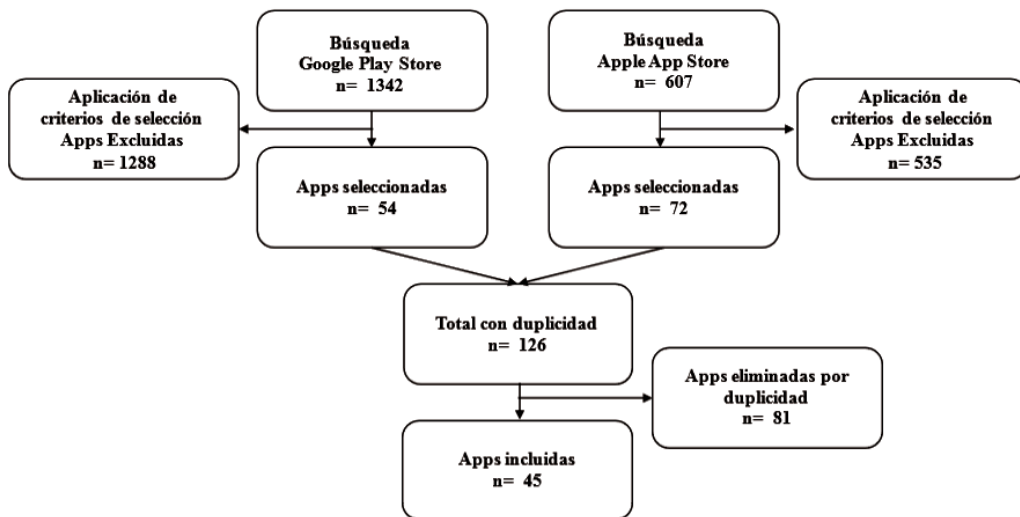 Búsqueda
Google Play Store
n= 1342
Búsqueda
Apple App Store
n= 607
Aplicación de
criterios de selección
Apps Excluidas
n= 1288
Aplicación de
criterios de selección
Apps Excluidas
n= 535
Apps seleccionadas
n= 54
Apps seleccionadas
n= 72
Total con duplicidad
n= 126
Apps eliminadas por
duplicidad
n= 81
Apps incluidas
n= 45